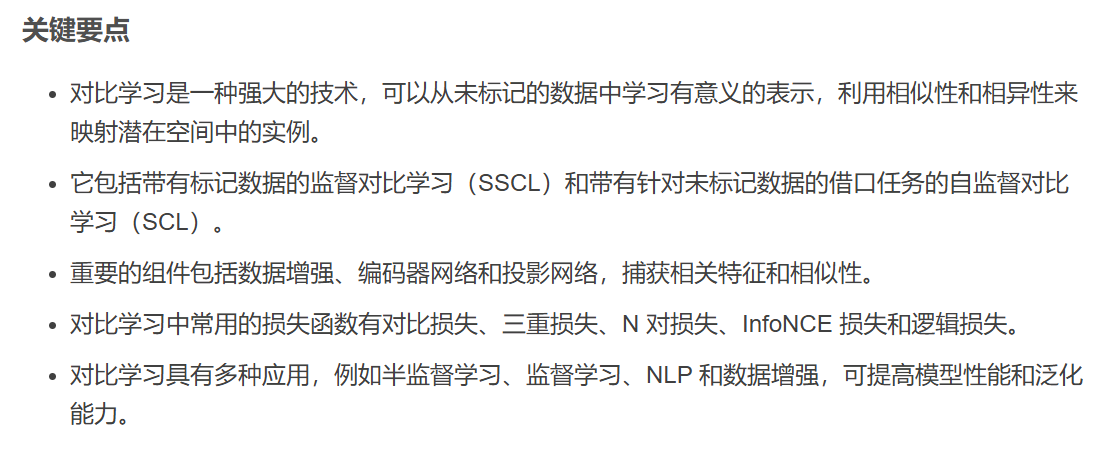 关键要点
对比学习是一种强大的技术，可以从未标记的数据中学习有意义的表示，利用相似性和相异性来
映射潜在空间中的实例。
它包括带有标记数据的监督对比学习（SSCL）和带有针对未标记数据的借口任务的自监督对比
学习（SCL）。
重要的组件包括数据增强、编码器网络和投影网络，捕获相关特征和相似性。
对比学习中常用的损失函数有对比损失、三重损失、N 对损失、InfoNCE 损失和逻辑损失。
对比学习具有多种应用，例如半监督学习、监督学习、NLP 和数据增强，可提高模型性能和泛化
能力。